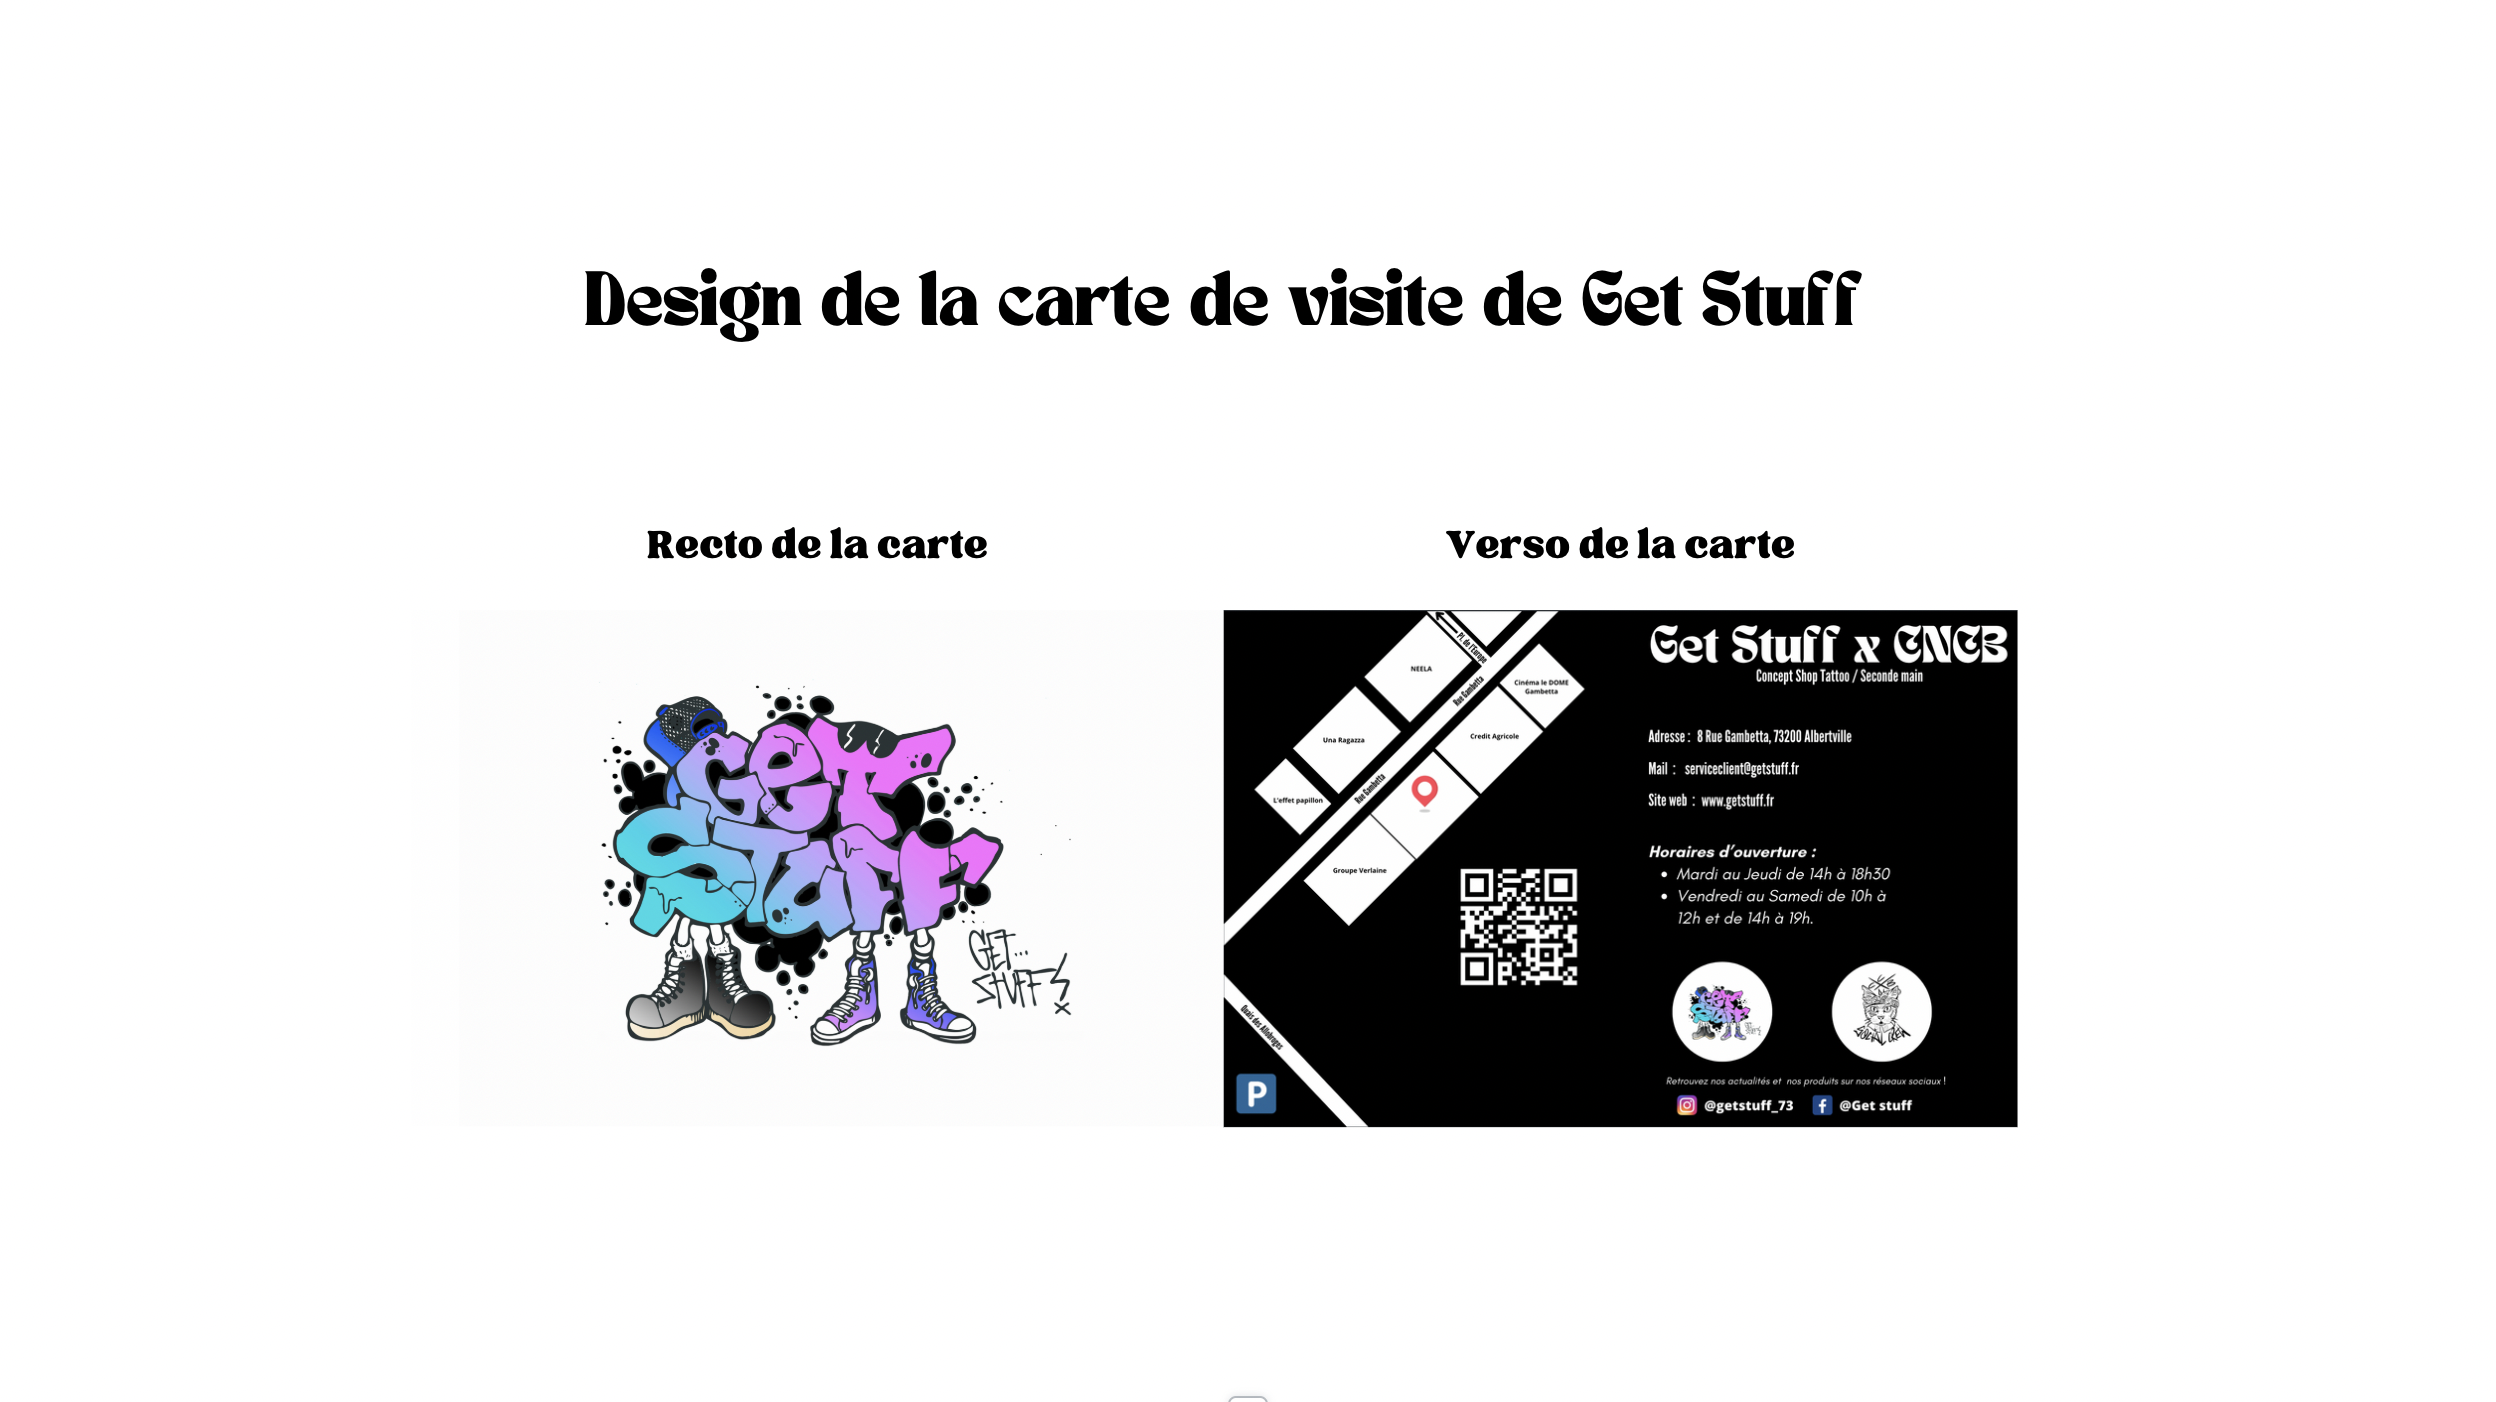 Design de la carte de visite de Get Stuff
Recto de la carte
Verso de la carte
GET
STUFF
GET...
STUFF
x
Pl. de l'Europe
NEELA
Rue Gambetta
Cinéma le DOME
Gambetta
Una Ragazza
Credit Agricole
L'effet papillon
Rue Gambetta
Groupe Verlaine
Quais des Allobroges
P
Get Stuff x CNCB
Concept Shop Tattoo / Seconde main
Adresse : 8 Rue Gambetta, 73200 Albertville
Mail : serviceclient@getstuff.fr
Site web : www.getstuff.fr
Horaires d'ouverture :
• Mardi au Jeudi de 14h à 18h30
• Vendredi au Samedi de 10h à
12h et de 14h à 19h.
GET
STUFF
Retrouvez nos actualités et nos produits sur nos réseaux sociaux !
@getstuff_73 @Get stuff